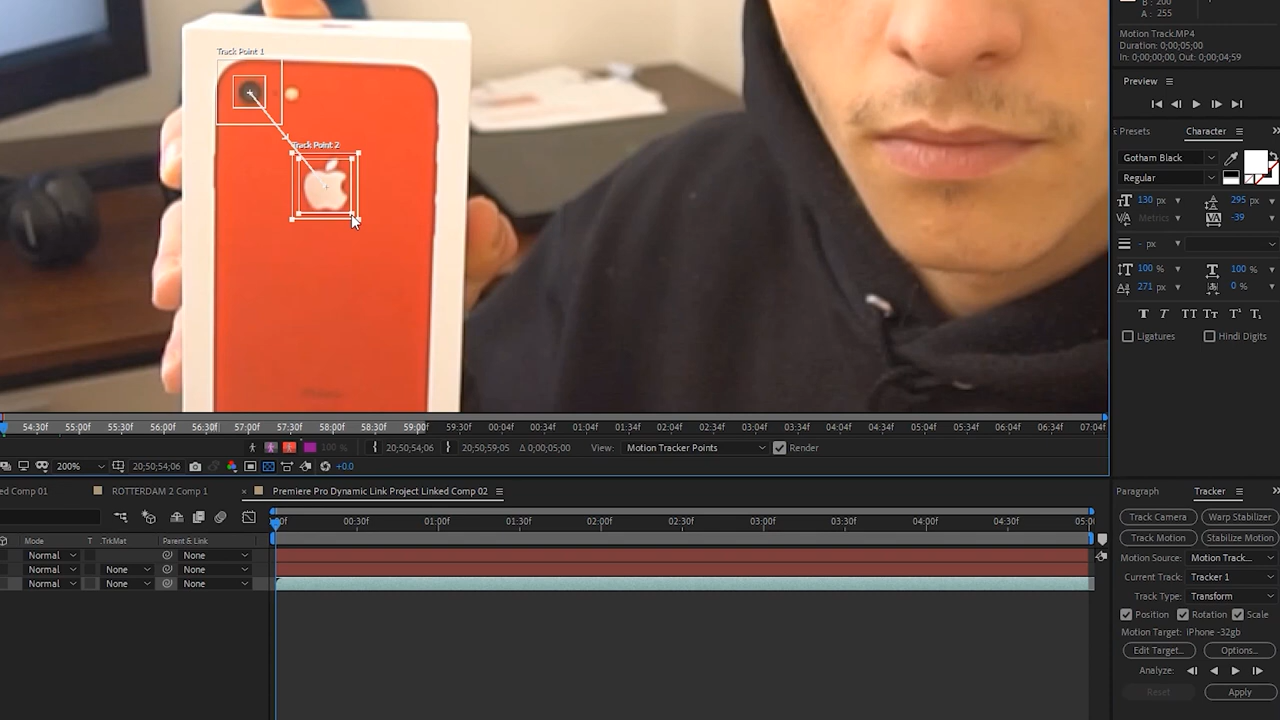 B: 200
A: 255
Motion Track.MP4
Duration: 0;00;05;00
In: 0;00;00;00, Out: 0;00;04;59
Preview
Presets
Character
Gotham Black
Regular
130 px
295 px
Metrics
-39
- px
100 %
100 %
271 px
0 %
T T TT Tr T¹ T₁
Ligatures
Hindi Digits
Track Point 1
Track Point 2
54:30f 55:00f 55:30f 56:00f 56:30f 57:00f 57:30f 58:00f 58:30f 59:00f 59:30f 00:04f 00:34f 01:04f 01:34f 02:04f 02:34f 03:04f 03:34f 04:04f 04:34f 05:04f 05:34f 06:04f 06:34f 07:04f
100 %
20;50;54;06
20;50;59;05
Δ 0;00;05;00
View:
Motion Tracker Points
Render
200%
20;50;54;06
+0.0
ed Comp 01
ROTTERDAM 2 Comp 1
× Premiere Pro Dynamic Link Project Linked Comp 02
00:30f 01:00f 01:30f 02:00f 02:30f 03:00f 03:30f 04:00f 04:30f 05:0
Mode T .TrkMat Parent & Link
Normal None
Normal None None
Normal None None
Paragraph
Tracker
Track Camera
Warp Stabilizer
Track Motion
Stabilize Motion
Motion Source: Motion Track...
Current Track: Tracker 1
Track Type: Transform
Position Rotation Scale
Motion Target: iPhone -32gb
Edit Target...
Options...
Analyze:
Reset
Apply